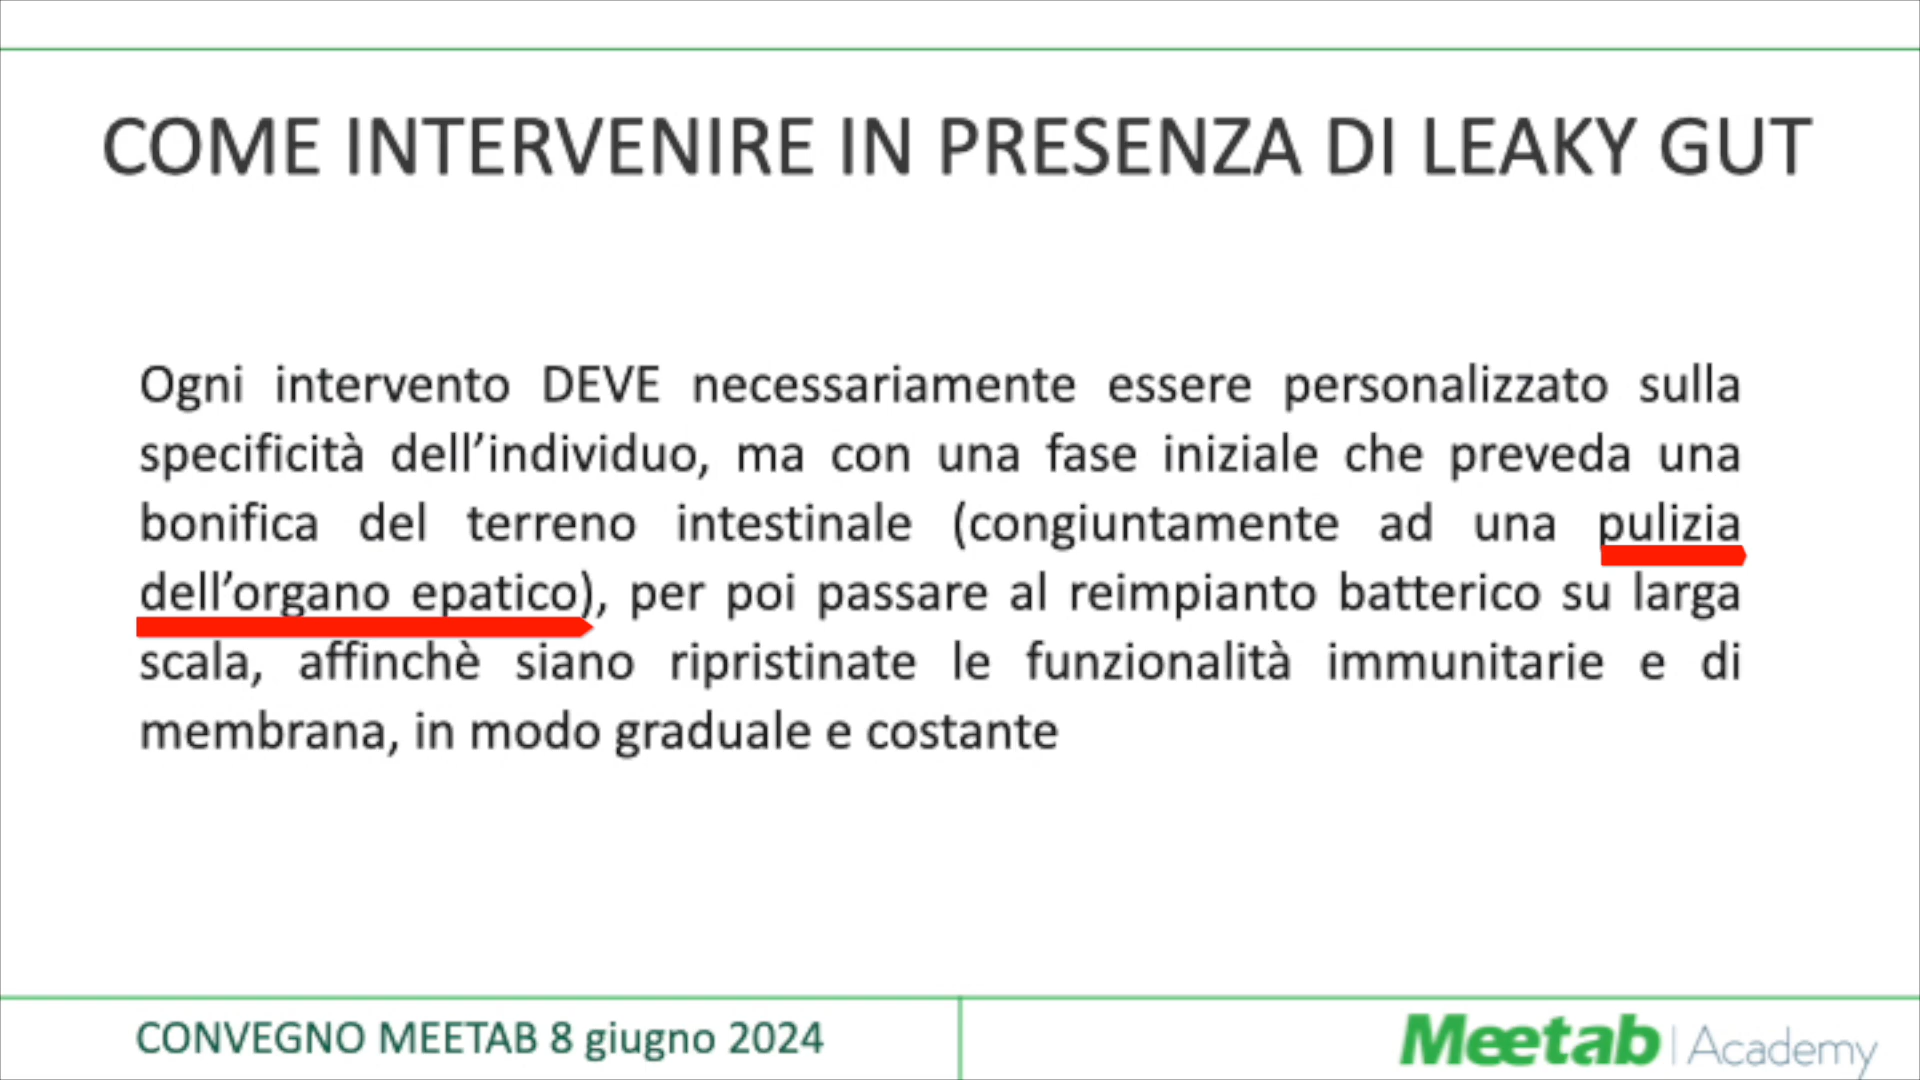 COME INTERVENIRE IN PRESENZA DI LEAKY GUT
Ogni intervento DEVE necessariamente essere personalizzato sulla
specificità dell’individuo, ma con una fase iniziale che preveda una
bonifica del terreno intestinale (congiuntamente ad una pulizia
dell’organo epatico), per poi passare al reimpianto batterico su larga
scala, affinchè siano ripristinate le funzionalità immunitarie e di
membrana, in modo graduale e costante
CONVEGNO MEETAB 8 giugno 2024
Meetab | Academy